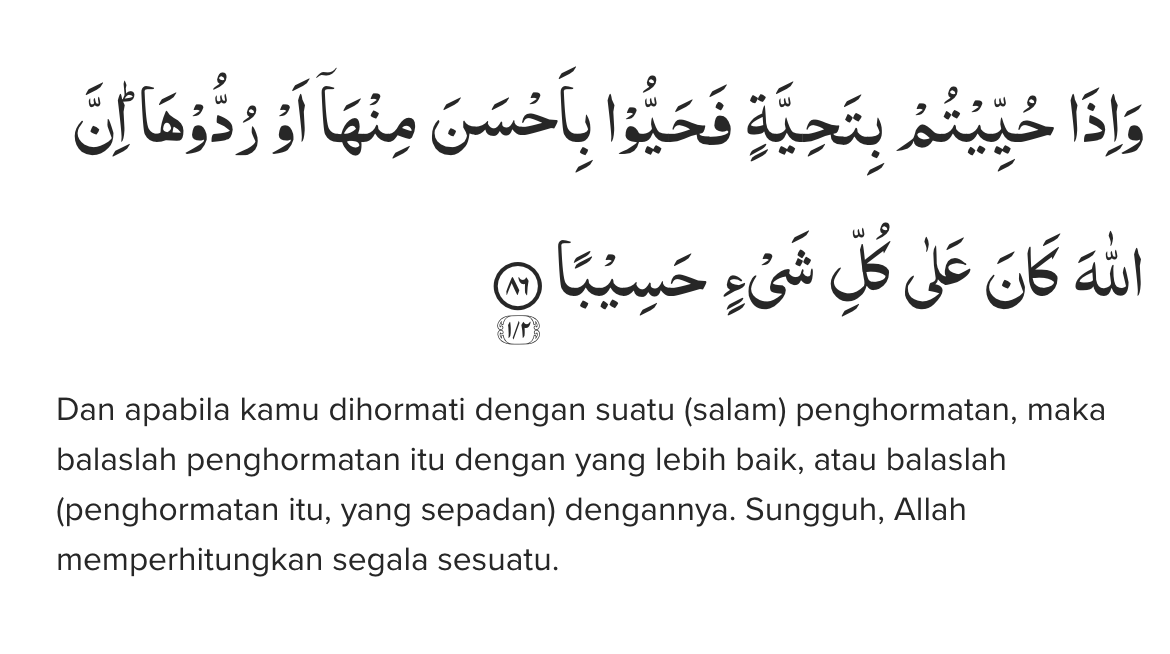 وَاِذَا حُيِّيْتُمْ بِتَحِيَّةٍ فَحَيُّوْا بِاَحْسَنَ مِنْهَآ اَوْ رُدُّوْهَا ۗ اِنَّ
اللّٰهَ كَانَ عَلٰى كُلِّ شَيْءٍ حَسِيْبًا ٨٦
١/٢
Dan apabila kamu dihormati dengan suatu (salam) penghormatan, maka
balaslah penghormatan itu dengan yang lebih baik, atau balaslah
(penghormatan itu, yang sepadan) dengannya. Sungguh, Allah
memperhitungkan segala sesuatu.